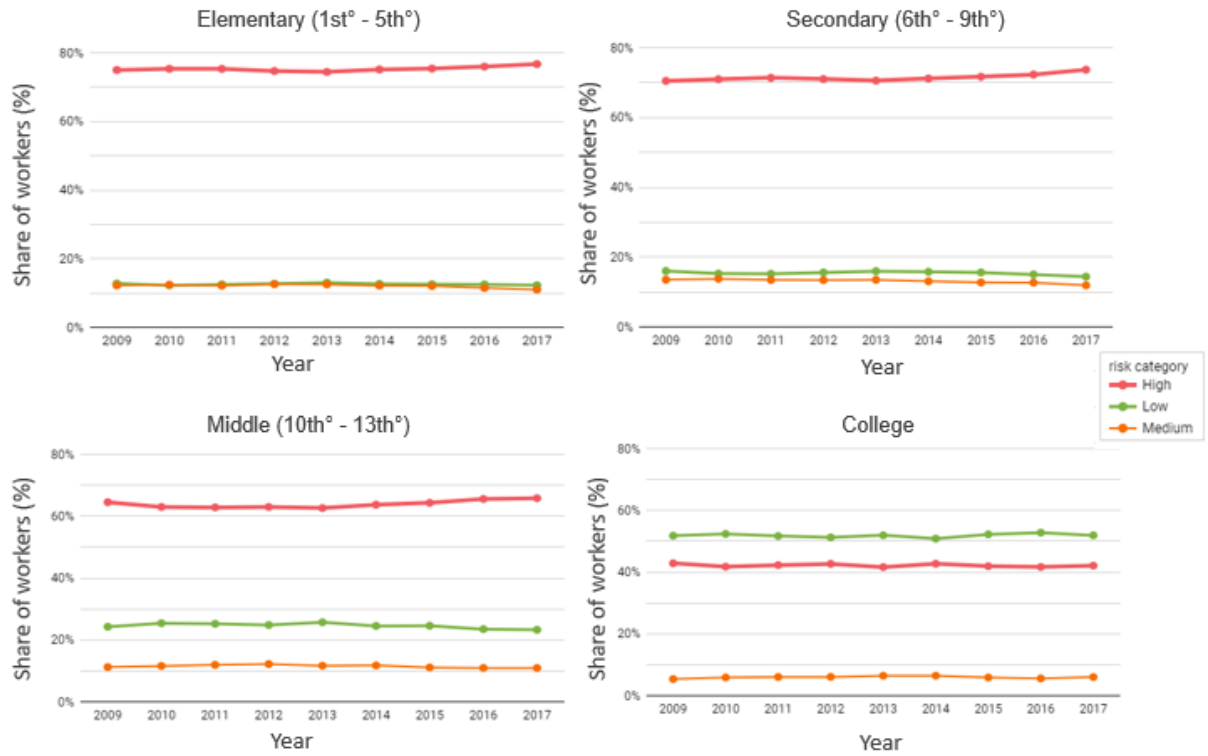 Elementary (1st° - 5th°)
Share of workers (%)
80%
60%
40%
20%
0%
2009 2010 2011 2012 2013 2014 2015 2016 2017
Year
Secondary (6th° - 9th°)
Share of workers (%)
80%
60%
40%
20%
0%
2009 2010 2011 2012 2013 2014 2015 2016 2017
Year
risk category
High
Low
Medium
Middle (10th° - 13th°)
Share of workers (%)
80%
60%
40%
20%
0%
2009 2010 2011 2012 2013 2014 2015 2016 2017
Year
College
Share of workers (%)
80%
60%
40%
20%
0%
2009 2010 2011 2012 2013 2014 2015 2016 2017
Year